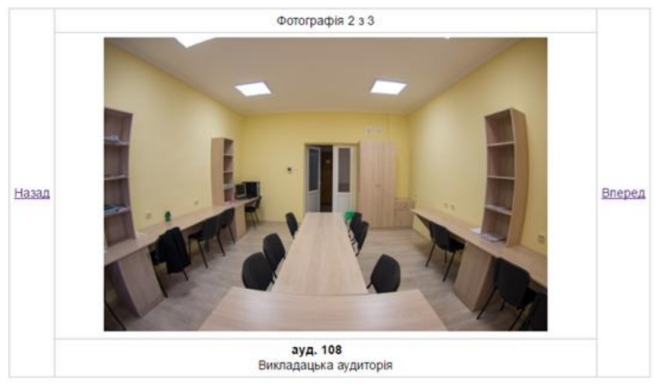 Фотографія 2 з 3
Назад
Вперед
ауд. 108
Викладацька аудиторія